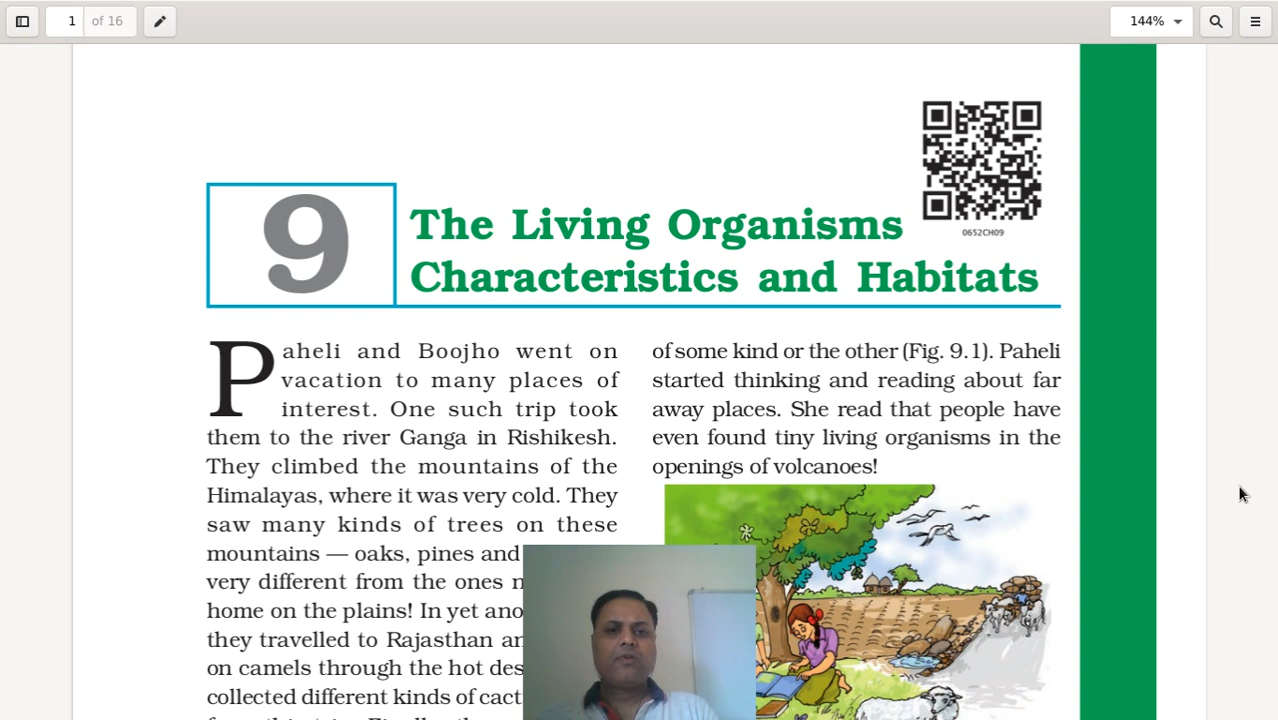 1 of 16
144%
0652CH09
9
The Living Organisms
Characteristics and Habitats
Paheli and Boojho went on
vacation to many places of
interest. One such trip took
them to the river Ganga in Rishikesh.
They climbed the mountains of the
Himalayas, where it was very cold. They
saw many kinds of trees on these
mountains — oaks, pines and
very different from the ones
home on the plains! In yet
they travelled to Rajasthan
on camels through the hot
collected different kinds of
of some kind or the other (Fig. 9.1). Paheli
started thinking and reading about far
away places. She read that people have
even found tiny living organisms in the
openings of volcanoes!